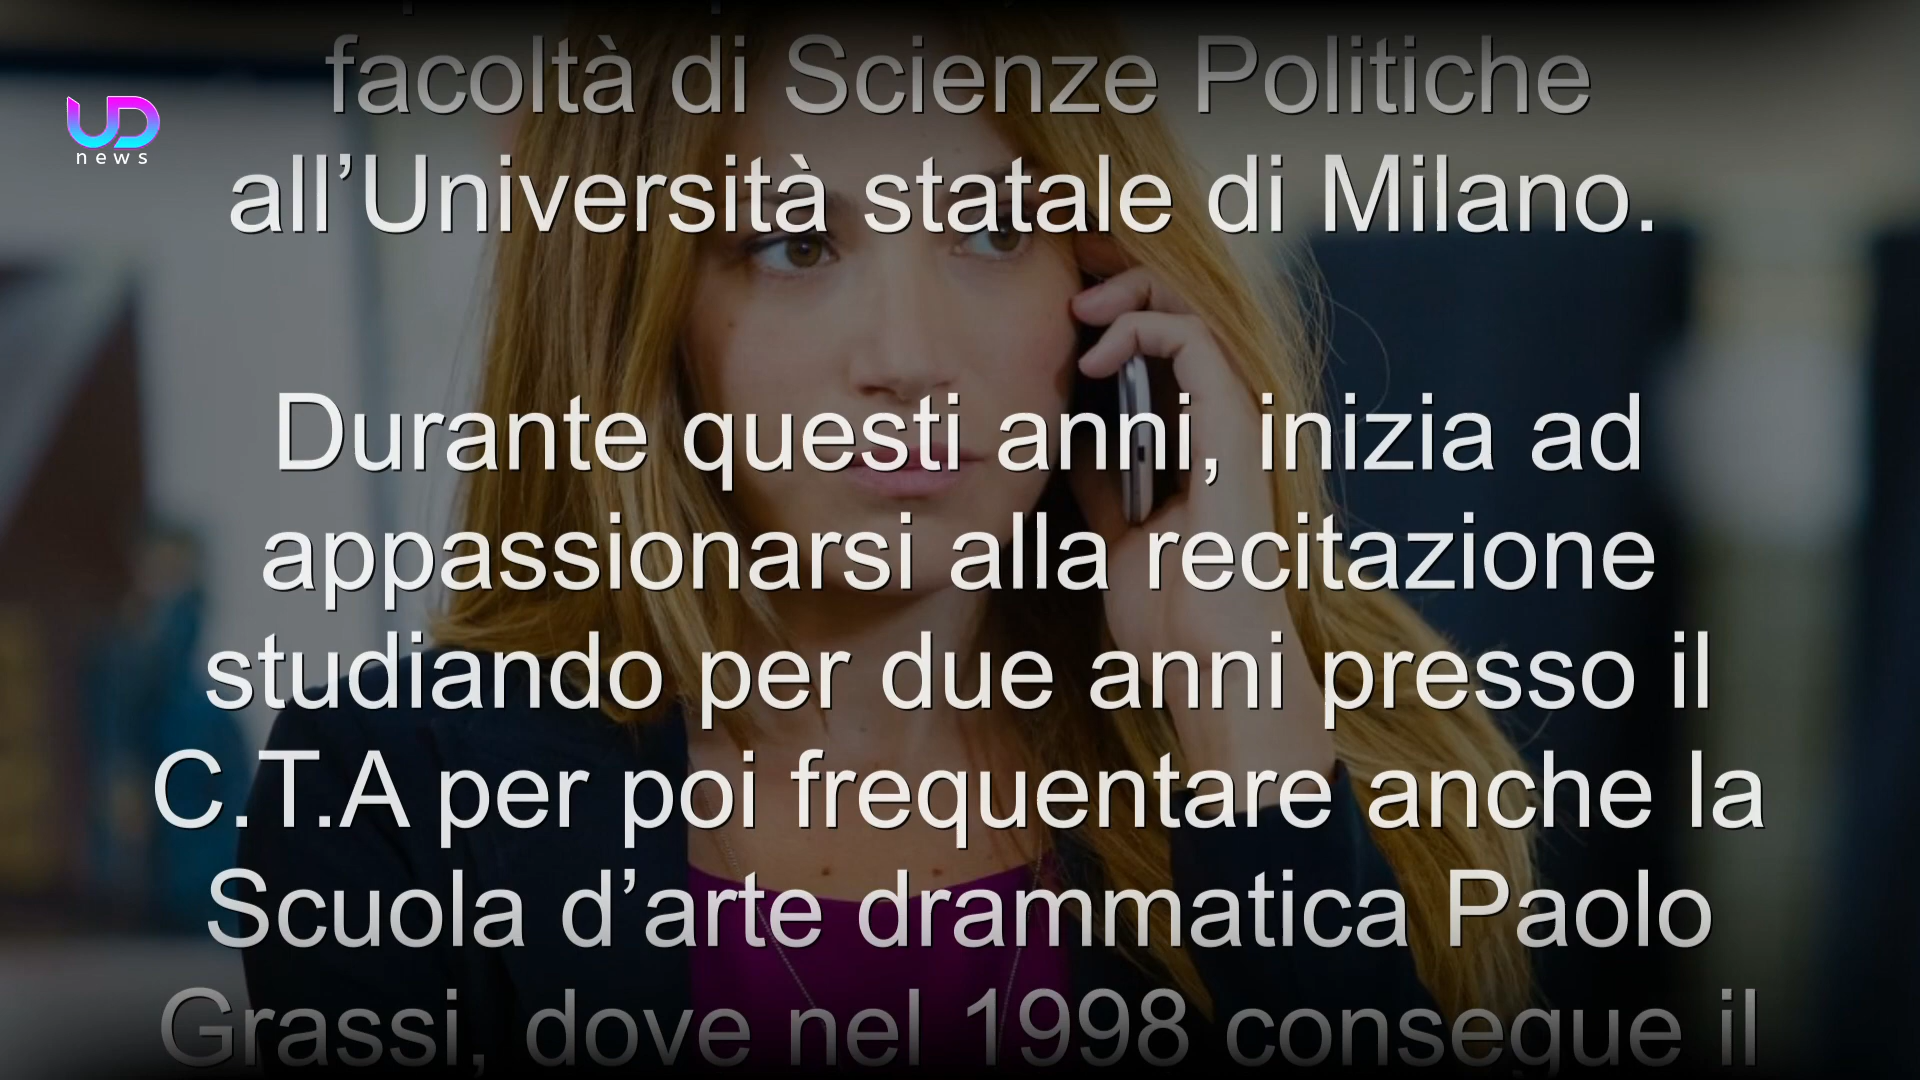 facoltà di Scienze Politiche
UD
news
all’Università statale di Milano.
Durante questi anni, inizia ad
appassionarsi alla recitazione
studiando per due anni presso il
C.T.A per poi frequentare anche la
Scuola d’arte drammatica Paolo
Grassi, dove nel 1998 consegue il